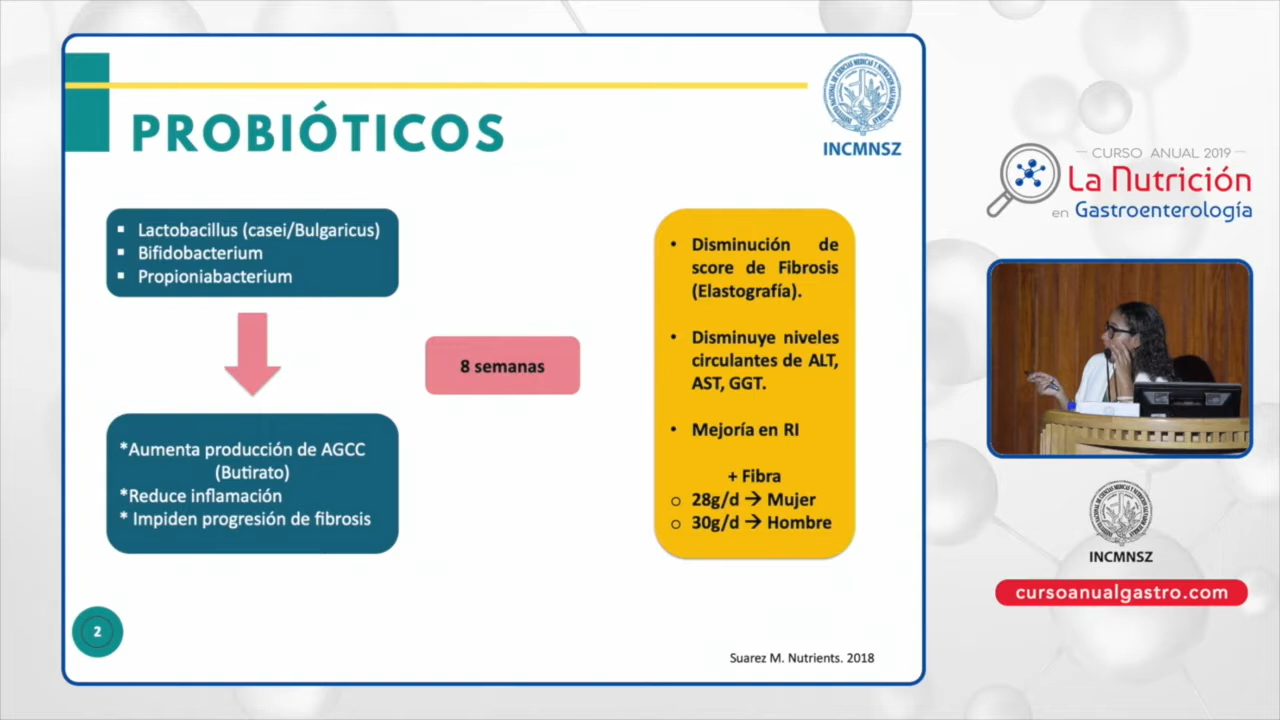 PROBIÓTICOS
INCMNSZ
▪ Lactobacillus (casei/Bulgaricus)
▪ Bifidobacterium
▪ Propioniabacterium
*Aumenta producción de AGCC
(Butirato)
*Reduce inflamación
* Impiden progresión de fibrosis
8 semanas
• Disminución de
score de Fibrosis
(Elastografía).
• Disminuye niveles
circulantes de ALT,
AST, GGT.
• Mejoría en RI
+ Fibra
o 28g/d → Mujer
o 30g/d → Hombre
2
Suarez M. Nutrients. 2018
CURSO ANUAL 2019
La Nutrición
en Gastroenterología
INCMNSZ
cursoanualgastro.com